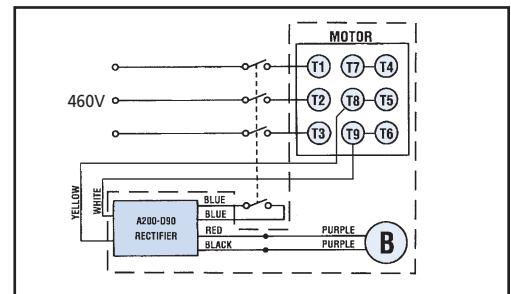 MOTOR
T1 T7 T4
460V T2 T8 T5
T3 T9 T6
YELLOW
WHITE
A200-D90
RECTIFIER
BLUE
BLUE
RED PURPLE
BLACK PURPLE
B